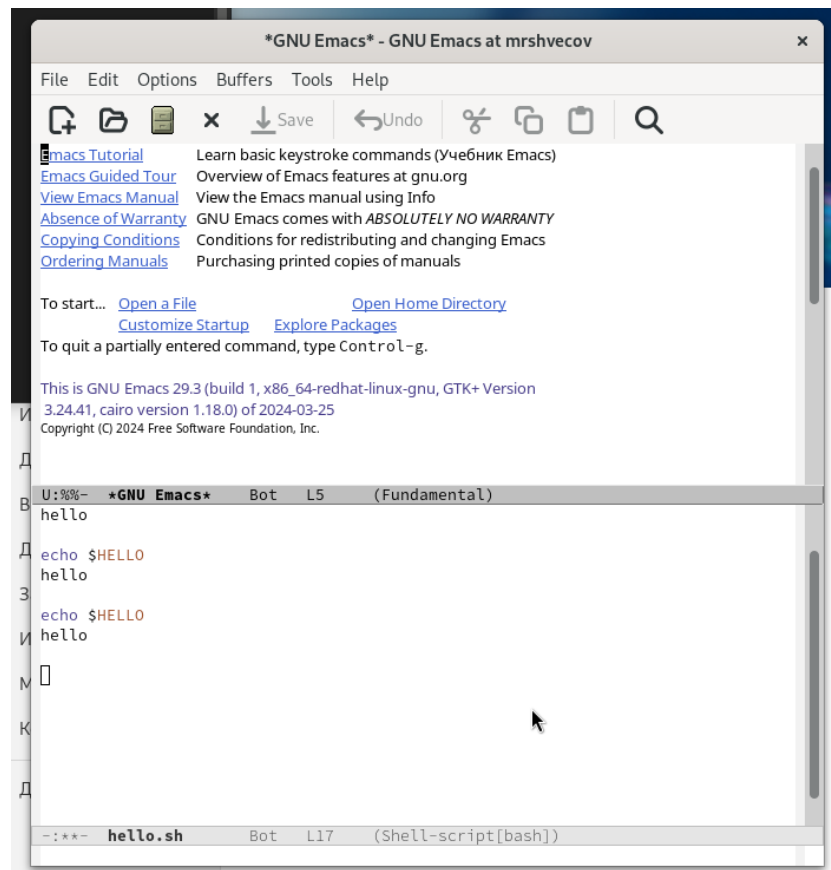 *GNU Emacs* - GNU Emacs at mrshvecov
File Edit Options Buffers Tools Help
Save Undo
Emacs Tutorial Learn basic keystroke commands (Учебник Emacs)
Emacs Guided Tour Overview of Emacs features at gnu.org
View Emacs Manual View the Emacs manual using Info
Absence of Warranty GNU Emacs comes with ABSOLUTELY NO WARRANTY
Copying Conditions Conditions for redistributing and changing Emacs
Ordering Manuals Purchasing printed copies of manuals
To start... Open a File Open Home Directory
Customize Startup Explore Packages
To quit a partially entered command, type Control-g.
This is GNU Emacs 29.3 (build 1, x86_64-redhat-linux-gnu, GTK+ Version
3.24.41, cairo version 1.18.0) of 2024-03-25
Copyright (C) 2024 Free Software Foundation, Inc.
U:%%- *GNU Emacs* Bot L5 (Fundamental)
hello
echo $HELLO
hello
echo $HELLO
hello
-:**- hello.sh Bot L17 (Shell-script[bash])